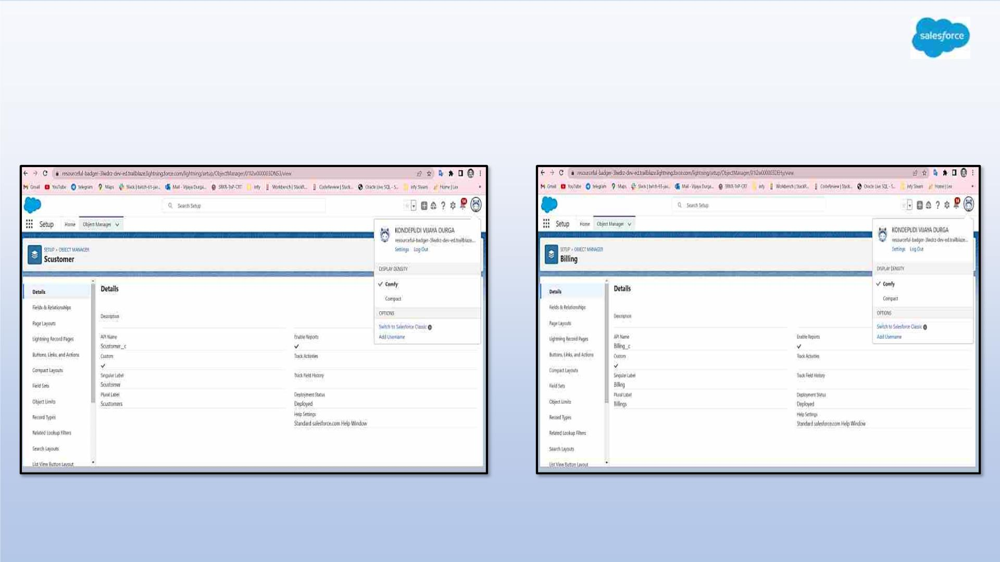 salesforce
resourceful-badger-3lwdrz-dev-ed.trailblaze.lightning.force.com/lightning/setup/ObjectManager/01I2w000003DNS3/view
Gmail YouTube Telegram Maps Slack | batch-65-jav... Mail - Vijaya Durga... SRKR-TnP-CRT infy Workbench | StackR... CodeReview | Stack... Oracle Live SQL - S... Infy Steam Home | Lex
Search Setup
14
Setup Home Object Manager
SETUP > OBJECT MANAGER
Scustomer
KONDEPUDI VIJAYA DURGA
resourceful-badger-3lwdrz-dev-ed.trailblaze...
Settings Log Out
DISPLAY DENSITY
Comfy
Compact
OPTIONS
Switch to Salesforce Classic
Add Username
Details
Fields & Relationships
Page Layouts
Lightning Record Pages
Buttons, Links, and Actions
Compact Layouts
Field Sets
Object Limits
Record Types
Related Lookup Filters
Search Layouts
List View Button Layout
Details
Description
API Name
Scustomer__c
Custom
Singular Label
Scustomer
Plural Label
Scustomers
Enable Reports
Track Activities
Track Field History
Deployment Status
Deployed
Help Settings
Standard salesforce.com Help Window
resourceful-badger-3lwdrz-dev-ed.trailblaze.lightning.force.com/lightning/setup/ObjectManager/01I2w000003DEHy/view
Gmail YouTube Telegram Maps Slack | batch-65-jav... Mail - Vijaya Durga... SRKR-TnP-CRT infy Workbench | StackR... CodeReview | Stack... Oracle Live SQL - S... Infy Steam Home | Lex
Search Setup
14
Setup Home Object Manager
SETUP > OBJECT MANAGER
Billing
KONDEPUDI VIJAYA DURGA
resourceful-badger-3lwdrz-dev-ed.trailblaze...
Settings Log Out
DISPLAY DENSITY
Comfy
Compact
OPTIONS
Switch to Salesforce Classic
Add Username
Details
Fields & Relationships
Page Layouts
Lightning Record Pages
Buttons, Links, and Actions
Compact Layouts
Field Sets
Object Limits
Record Types
Related Lookup Filters
Search Layouts
List View Button Layout
Details
Description
API Name
Billing__c
Custom
Singular Label
Billing
Plural Label
Billings
Enable Reports
Track Activities
Track Field History
Deployment Status
Deployed
Help Settings
Standard salesforce.com Help Window